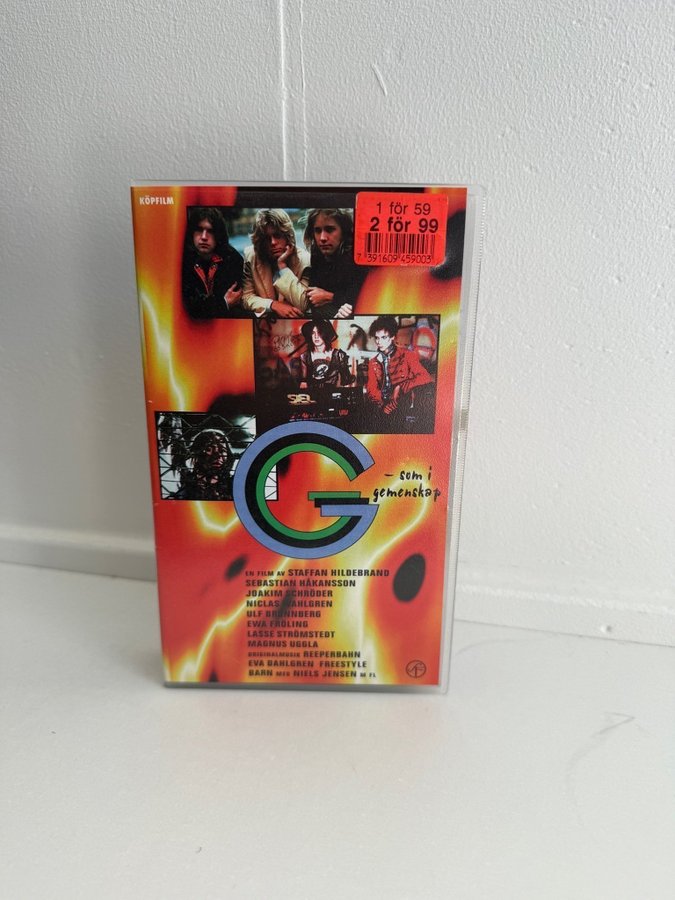 KÖPFILM
1 för 59
2 för 99
7 391609 459003
SIEL
G
– som i
gemenskap
EN FILM AV STAFFAN HILDEBRAND
SEBASTIAN HÅKANSSON
JOAKIM SCHRÖDER
NICLAS WAHLGREN
ULF BRUNNBERG
EWA FRÖLING
LASSE STRÖMSTEDT
MAGNUS UGGLA
ORIGINALMUSIK REEPERBAHN
EVA DAHLGREN FREESTYLE
BARN MED NIELS JENSEN M FL
SF